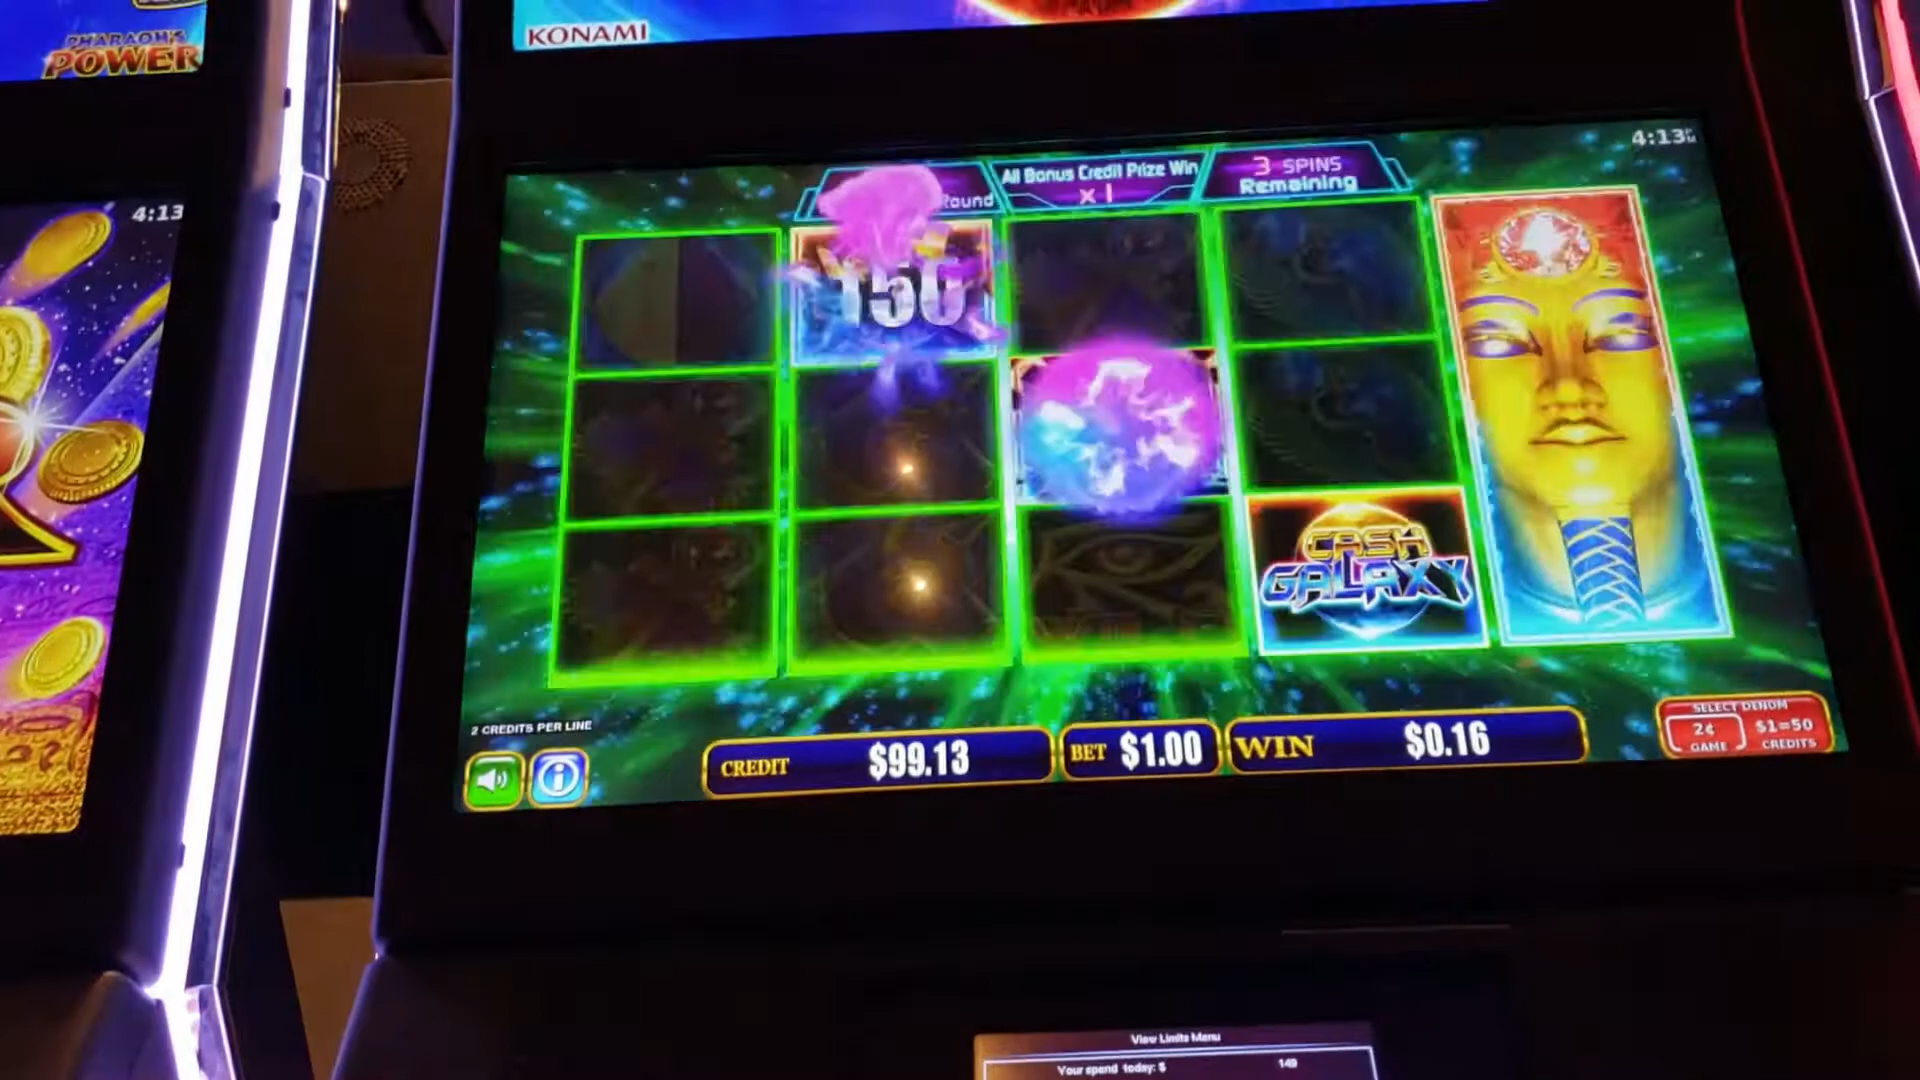 PHARAOH'S
POWER
KONAMI
4:13
4:13
Round
All Bonus Credit Prize Win
x 1
3 SPINS
Remaining
150
CASH
GALAXY
2 CREDITS PER LINE
CREDIT $99.13
BET $1.00
WIN $0.16
SELECT DENOM
2¢ GAME
$1=50 CREDITS
View Limits Menu
Your spend today: $ 149